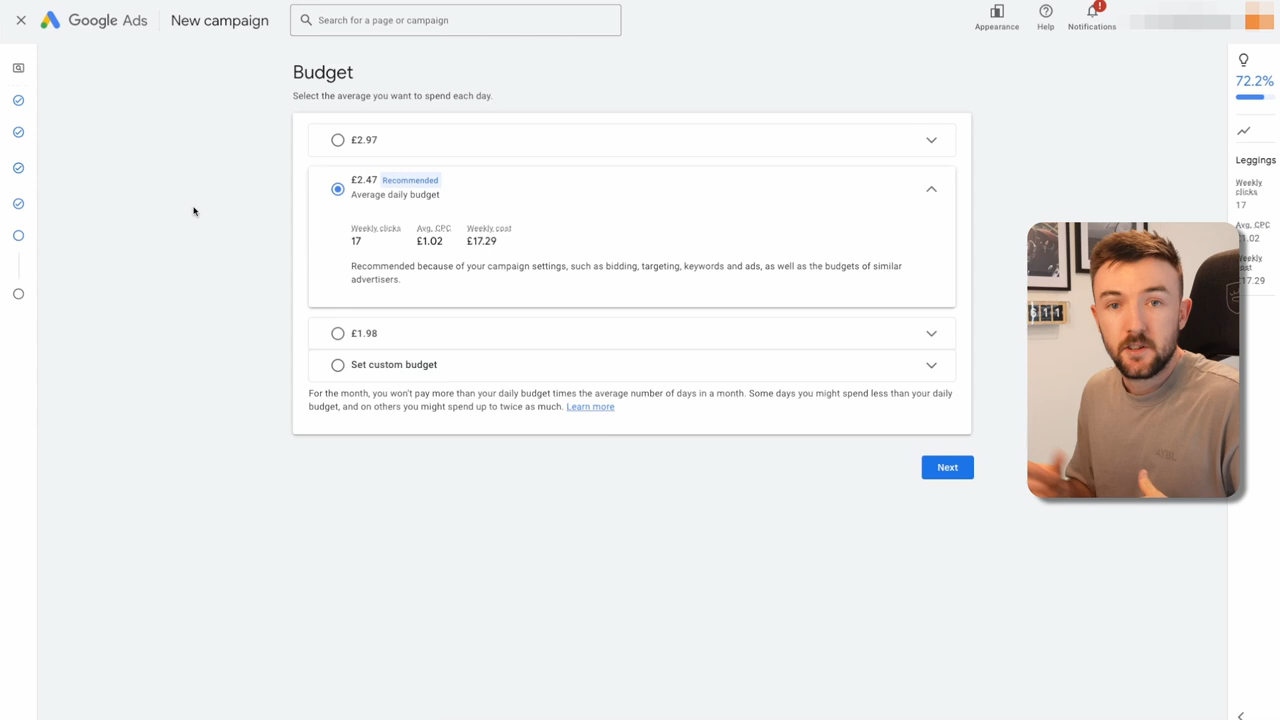 Google Ads
New campaign
Search for a page or campaign
Appearance
Help
!
Notifications
Budget
Select the average you want to spend each day.
£2.97
£2.47 Recommended
Average daily budget
Weekly clicks Avg. CPC Weekly cost
17 £1.02 £17.29
Recommended because of your campaign settings, such as bidding, targeting, keywords and ads, as well as the budgets of similar
advertisers.
£1.98
Set custom budget
For the month, you won't pay more than your daily budget times the average number of days in a month. Some days you might spend less than your daily
budget, and on others you might spend up to twice as much. Learn more
Next
72.2%
Leggings
Weekly
clicks
17